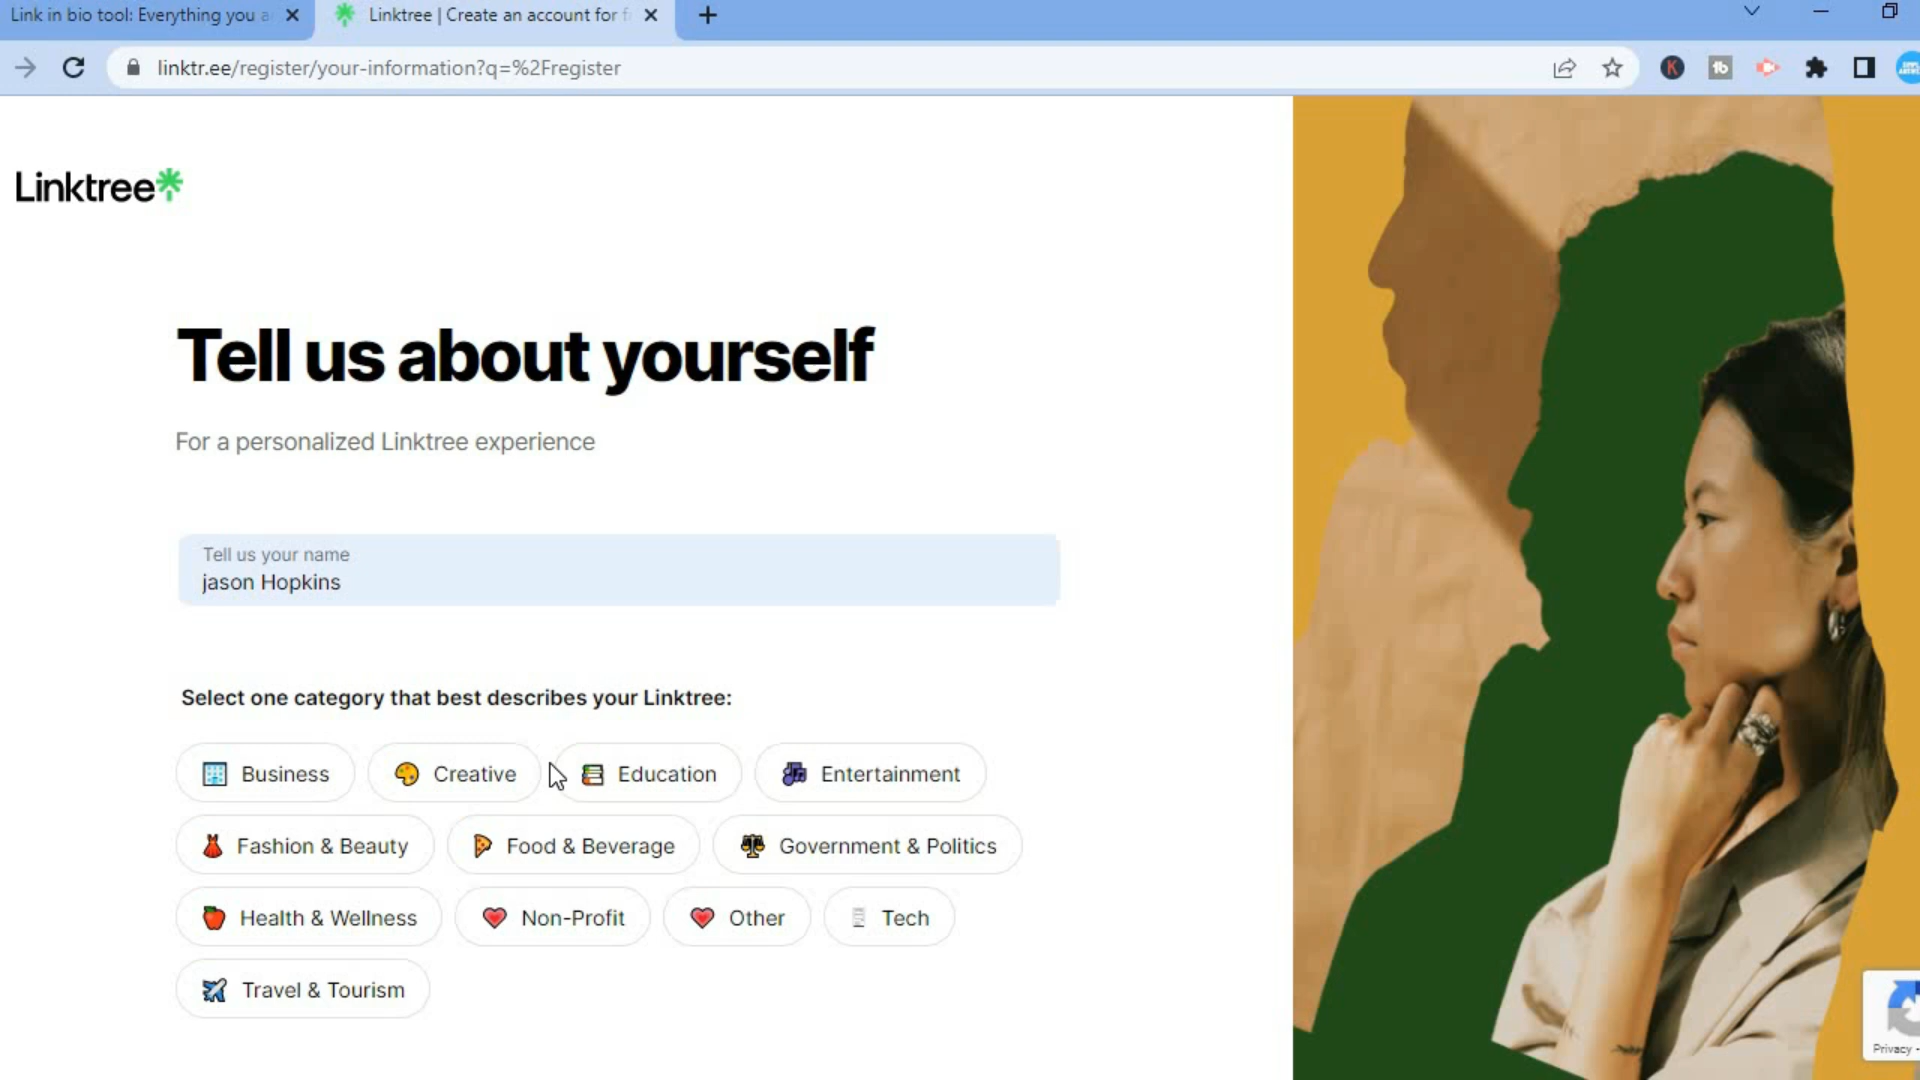 Link in bio tool: Everything you a
Linktree | Create an account for f
linktr.ee/register/your-information?q=%2Fregister
K
tb
Linktree
Tell us about yourself
For a personalized Linktree experience
Tell us your name
jason Hopkins
Select one category that best describes your Linktree:
Business Creative Education Entertainment
Fashion & Beauty Food & Beverage Government & Politics
Health & Wellness Non-Profit Other Tech
Travel & Tourism
Privacy -